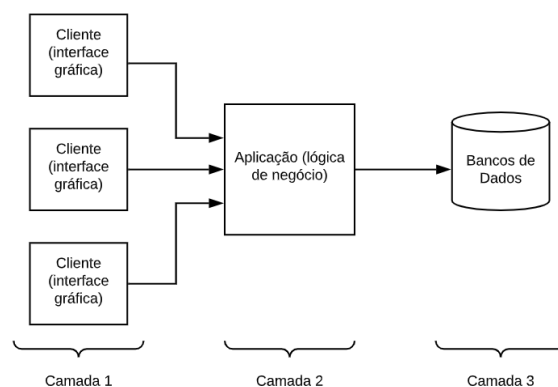 Cliente
(interface
gráfica)
Cliente
(interface
gráfica)
Cliente
(interface
gráfica)
Aplicação (lógica
de negócio)
Bancos de
Dados
Camada 1
Camada 2
Camada 3